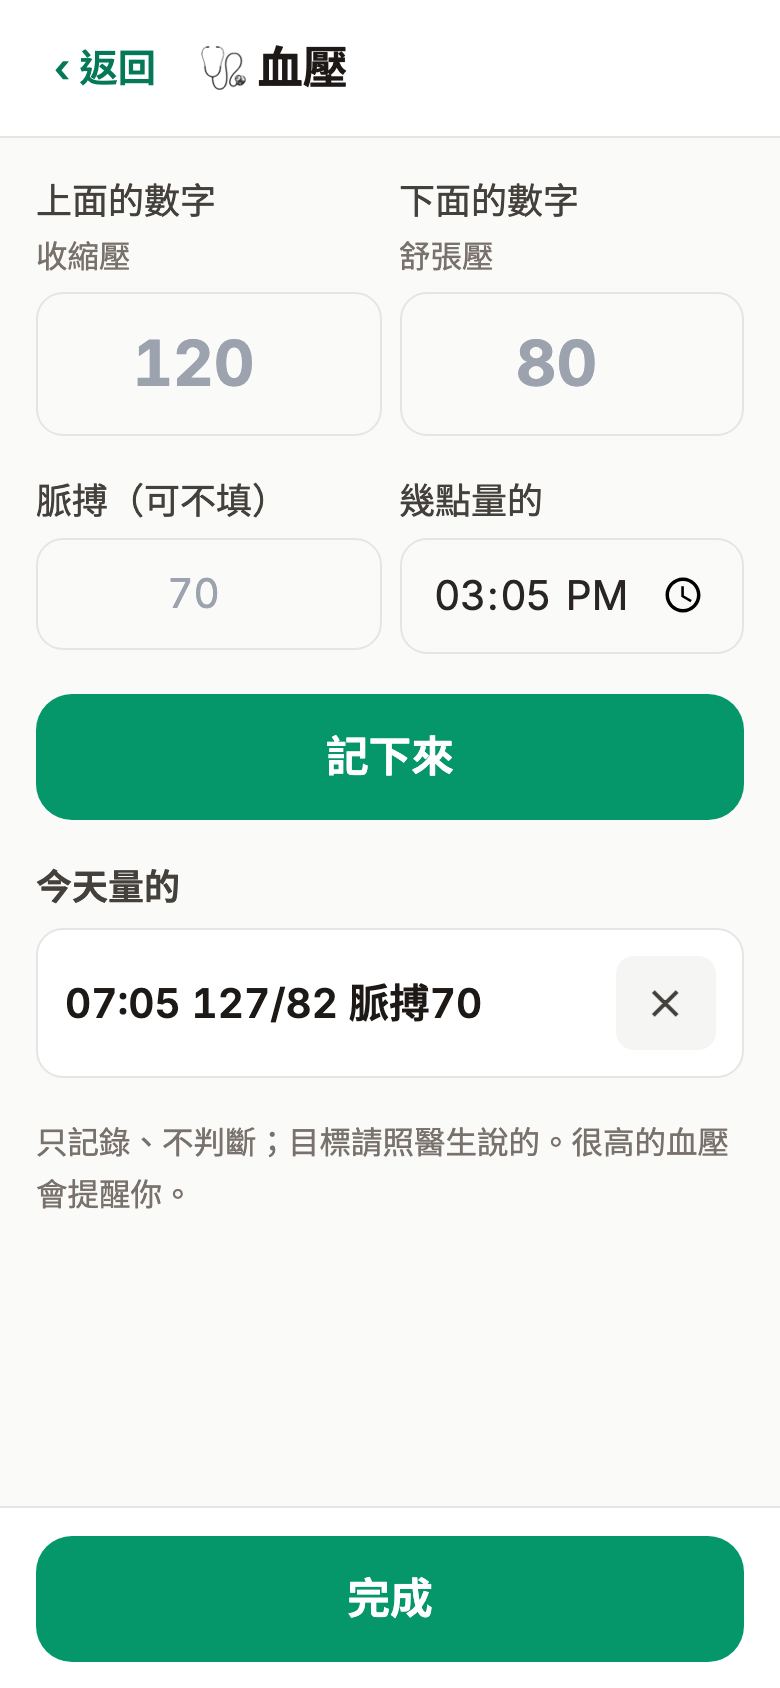 ‹ 返回 🩺 血壓
上面的數字 下面的數字
收縮壓 舒張壓
120 80
脈搏（可不填） 幾點量的
70 03:05 PM
記下來
今天量的
07:05 127/82 脈搏70 ×
只記錄、不判斷；目標請照醫生說的。很高的血壓
會提醒你。
完成